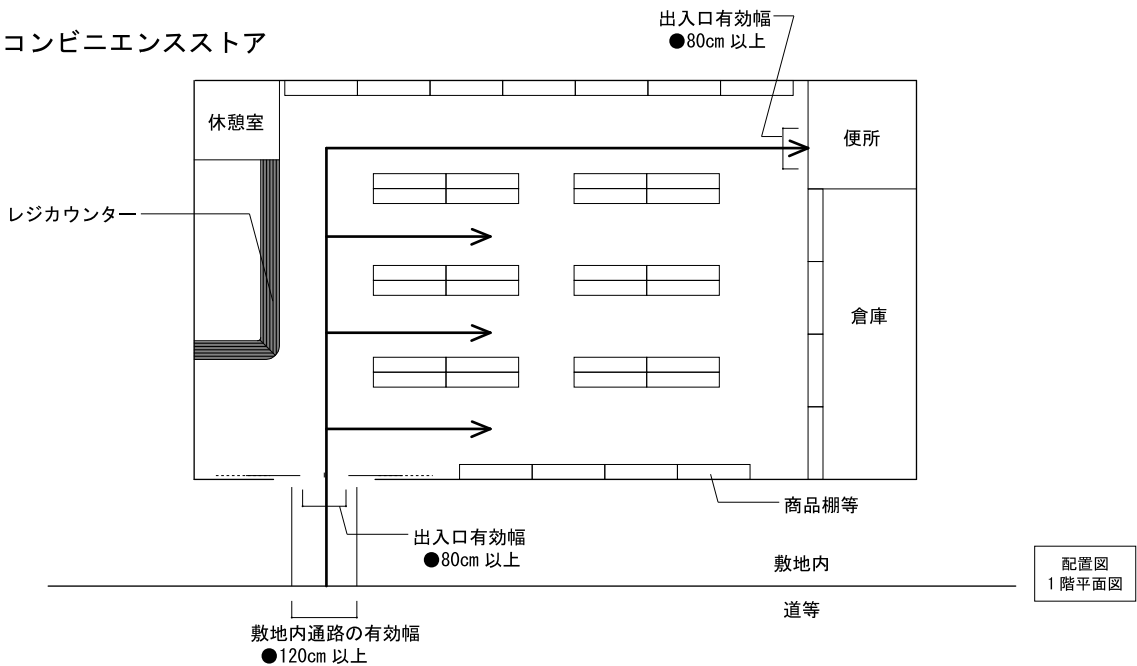 コンビニエンスストア
出入口有効幅
●80cm 以上
休憩室
便所
レジカウンター
倉庫
商品棚等
出入口有効幅
●80cm 以上
敷地内
配置図
1階平面図
道等
敷地内通路の有効幅
●120cm 以上